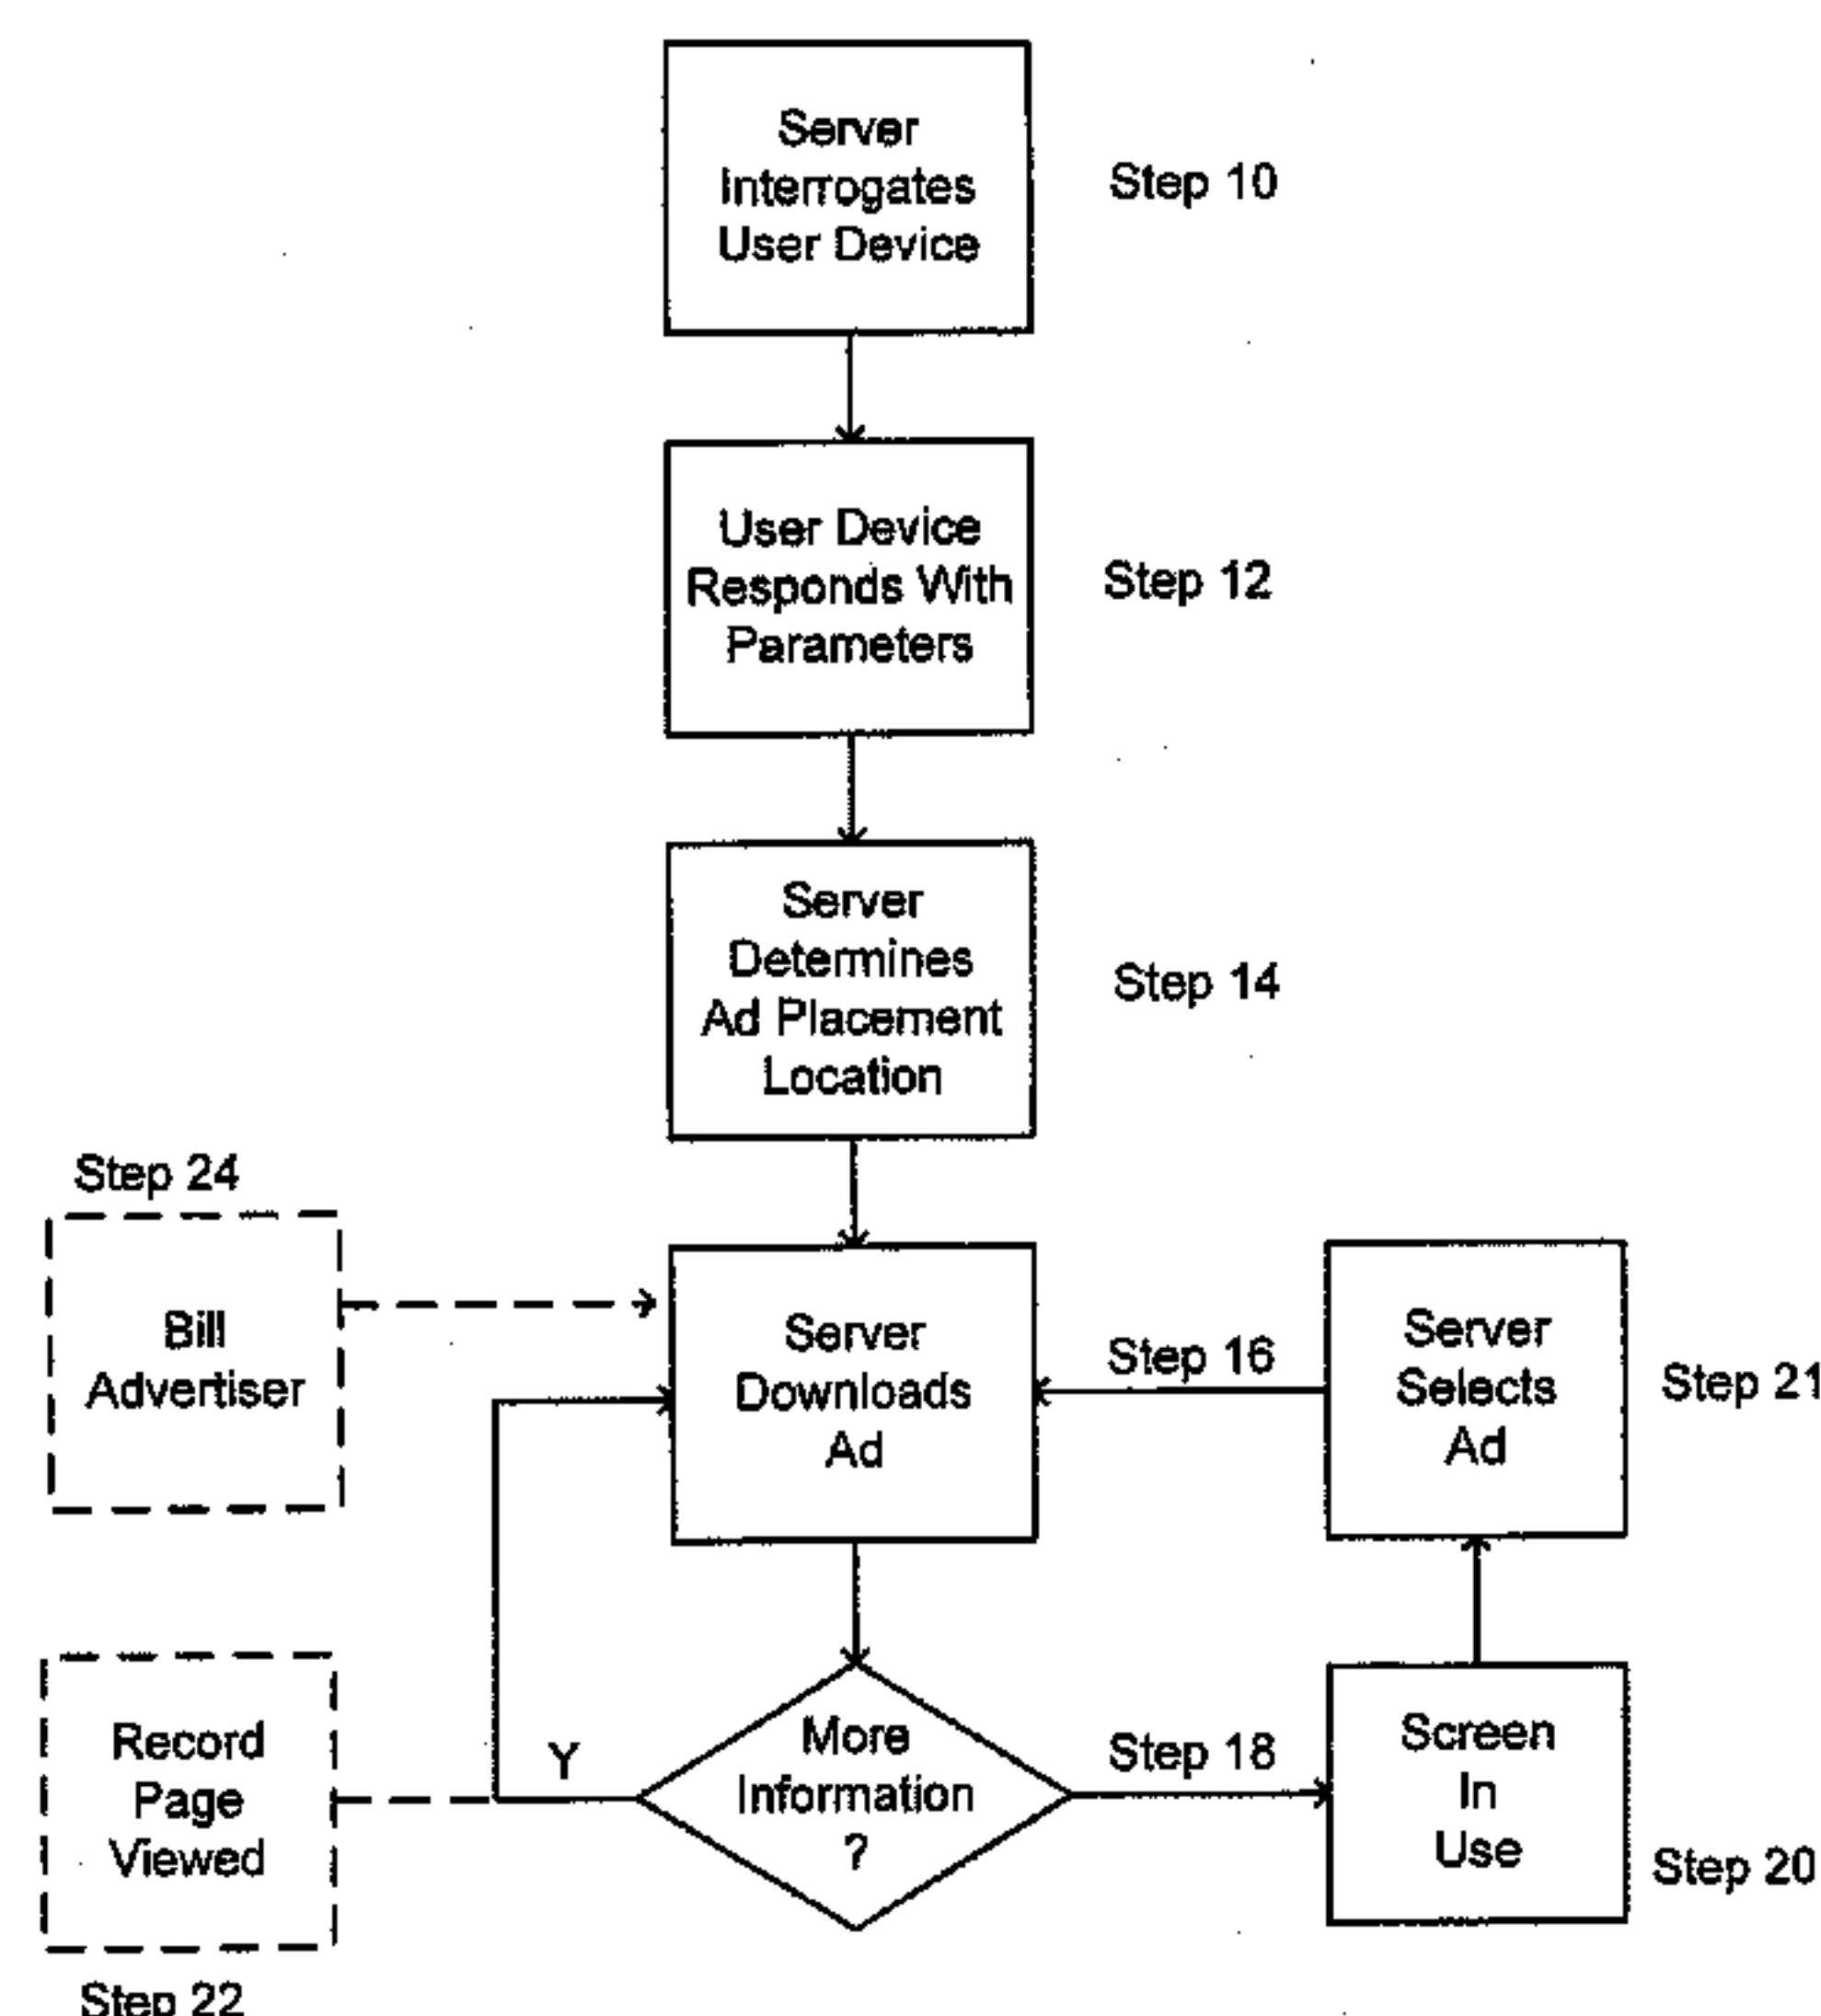 Server
Interrogates
User Device
Step 10
User Device
Responds With
Parameters
Step 12
Server
Determines
Ad Placement
Location
Step 14
Step 24
Bill
Advertiser
Server
Downloads
Ad
Step 16
Server
Selects
Ad
Step 21
Record
Page
Viewed
Step 22
Y
More
Information
?
Step 18
Screen
In
Use
Step 20